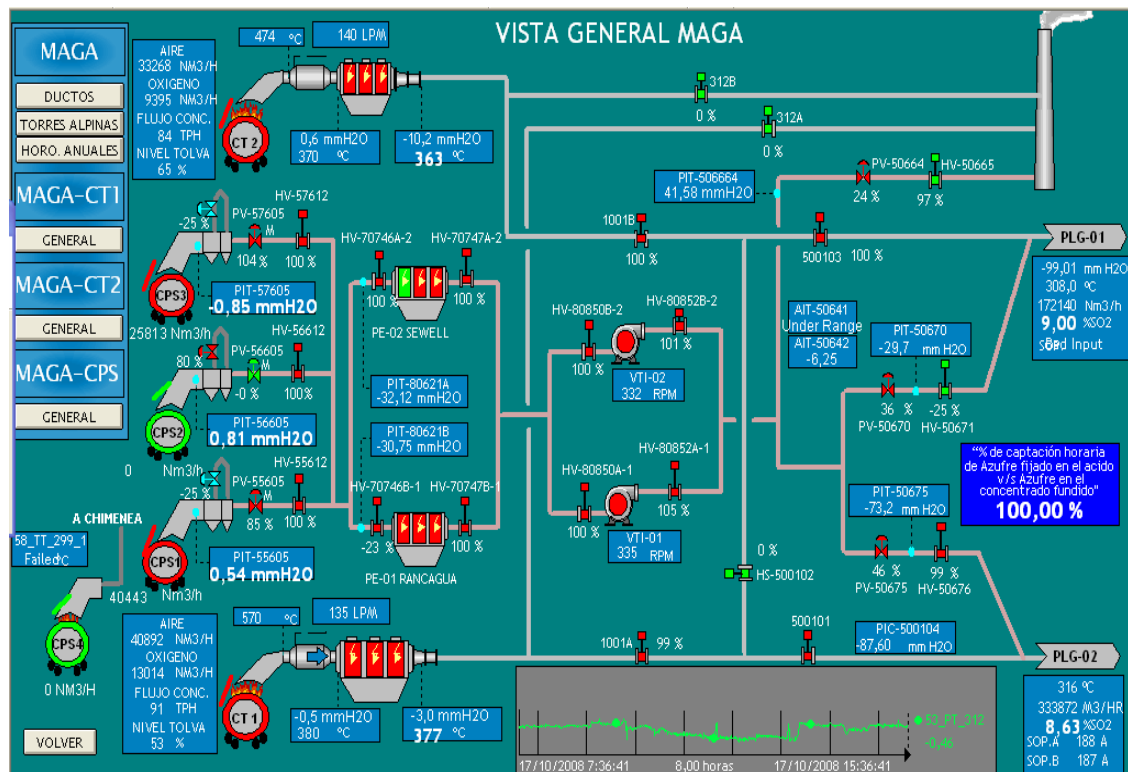 VISTA GENERAL MAGA
MAGA
DUCTOS
TORRES ALPINAS
HORO. ANUALES
MAGA-CT1
GENERAL
MAGA-CT2
GENERAL
MAGA-CPS
GENERAL
VOLVER
AIRE
33268 NM3/H
OXIGENO
9395 NM3/H
FLUJO CONC.
84 TPH
NIVEL TOLVA
65 %
474 ºC
140 LPM
CT 2
0,6 mmH2O
370 ºC
-10,2 mmH2O
363 ºC
312B
0 %
312A
0 %
PIT-506664
41,58 mmH2O
PV-50664
24 %
HV-50665
97 %
-25 %
PV-57605
M
104 %
HV-57612
100 %
CPS3
25813 Nm3/h
PIT-57605
-0,85 mmH2O
80 %
PV-56605
M
-0 %
HV-56612
100%
CPS2
0 Nm3/h
PIT-56605
0,81 mmH2O
-25 %
PV-55605
M
85 %
HV-55612
100 %
CPS1
40443 Nm3/h
PIT-55605
0,54 mmH2O
A CHIMENEA
58_TT_299_1
Failed ºC
CPS4
0 NM3/H
HV-70746A-2
100 %
HV-70747A-2
100 %
PE-02 SEWELL
PIT-80621A
-32,12 mmH2O
PIT-80621B
-30,75 mmH2O
HV-70746B-1
-23 %
HV-70747B-1
100 %
PE-01 RANCAGUA
1001B
100 %
500103
100 %
HV-80850B-2
100 %
HV-80852B-2
101 %
VTI-02
332 RPM
HV-80850A-1
100 %
HV-80852A-1
105 %
VTI-01
335 RPM
AIT-50641
Under Range
AIT-50642
-6,25
PIT-50670
-29,7 mm H2O
36 %
PV-50670
-25 %
HV-50671
PIT-50675
-73,2 mm H2O
46 %
PV-50675
99 %
HV-50676
PLG-01
-99,01 mm H2O
308,0 ºC
172140 Nm3/h
9,00 %SO2
Bad Input
"% de captación horaria
de Azufre fijado en el acido
v/s Azufre en el
concentrado fundido"
100,00 %
0 %
HS-500102
1001A
99 %
500101
PIC-500104
-87,60 mm H2O
PLG-02
316 ºC
333872 M3/HR
8,63 %SO2
SOP.A 188 A
SOP.B 187 A
AIRE
40892 NM3/H
OXIGENO
13014 NM3/H
FLUJO CONC.
91 TPH
NIVEL TOLVA
53 %
570 ºC
135 LPM
CT 1
-0,5 mmH2O
380 ºC
-3,0 mmH2O
377 ºC
53_PT_312
-0,46
17/10/2008 7:36:41
8,00 horas
17/10/2008 15:36:41